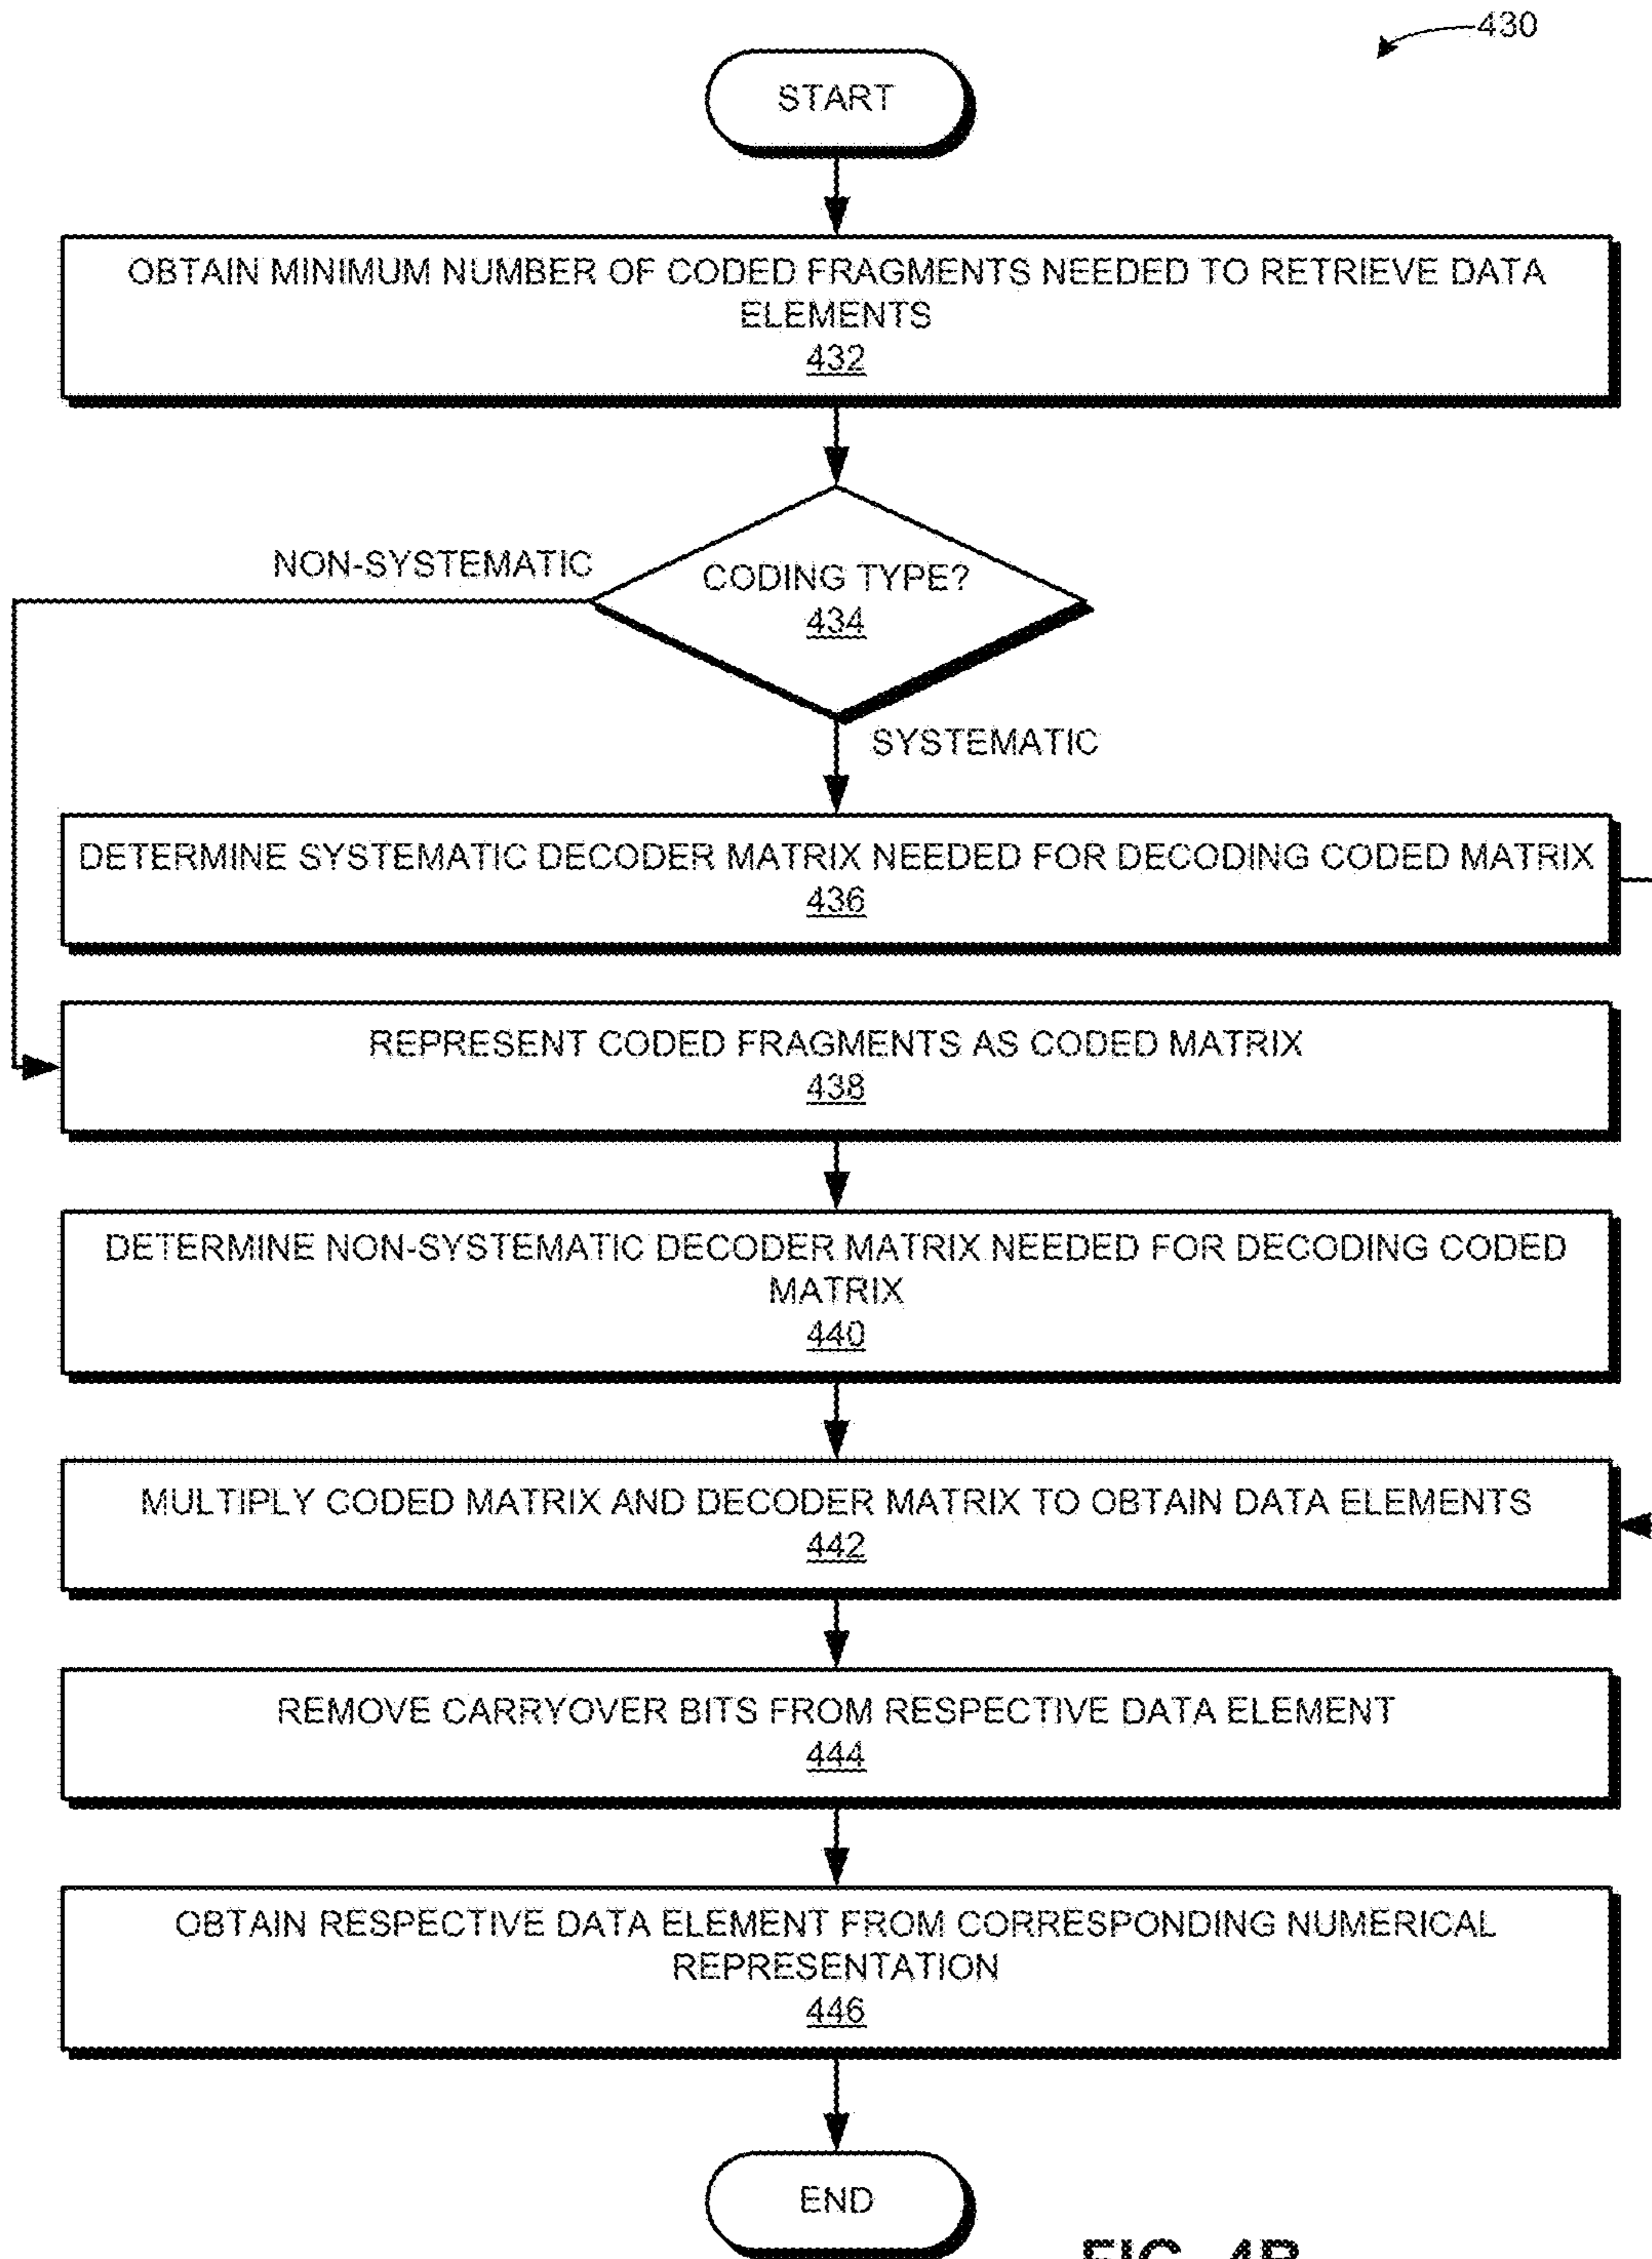 430
START
OBTAIN MINIMUM NUMBER OF CODED FRAGMENTS NEEDED TO RETRIEVE DATA
ELEMENTS
432
NON-SYSTEMATIC
CODING TYPE?
434
SYSTEMATIC
DETERMINE SYSTEMATIC DECODER MATRIX NEEDED FOR DECODING CODED MATRIX
436
REPRESENT CODED FRAGMENTS AS CODED MATRIX
438
DETERMINE NON-SYSTEMATIC DECODER MATRIX NEEDED FOR DECODING CODED
MATRIX
440
MULTIPLY CODED MATRIX AND DECODER MATRIX TO OBTAIN DATA ELEMENTS
442
REMOVE CARRYOVER BITS FROM RESPECTIVE DATA ELEMENT
444
OBTAIN RESPECTIVE DATA ELEMENT FROM CORRESPONDING NUMERICAL
REPRESENTATION
446
END
FIG. 4B